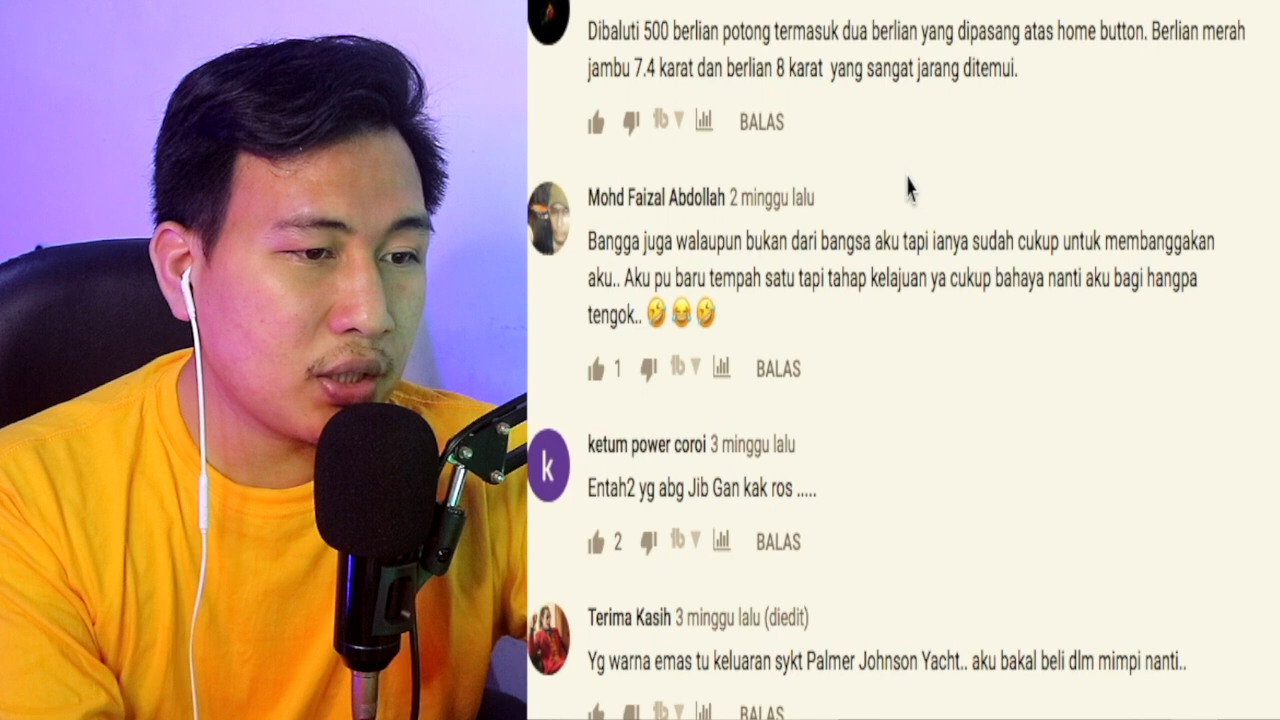 Dibaluti 500 berlian potong termasuk dua berlian yang dipasang atas home button. Berlian merah
jambu 7.4 karat dan berlian 8 karat yang sangat jarang ditemui.
BALAS
Mohd Faizal Abdollah 2 minggu lalu
Bangga juga walaupun bukan dari bangsa aku tapi ianya sudah cukup untuk membanggakan
aku.. Aku pu baru tempah satu tapi tahap kelajuan ya cukup bahaya nanti aku bagi hangpa
tengok.. 🤣😂🤣
1 BALAS
k
ketum power coroi 3 minggu lalu
Entah2 yg abg Jib Gan kak ros .....
2 BALAS
Terima Kasih 3 minggu lalu (diedit)
Yg warna emas tu keluaran sykt Palmer Johnson Yacht.. aku bakal beli dlm mimpi nanti..
BALAS